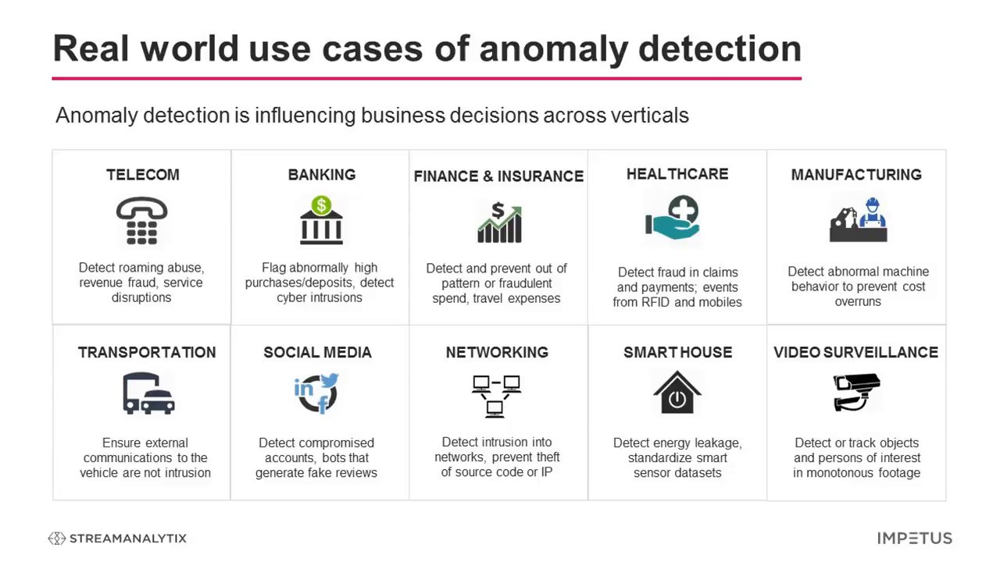 Real world use cases of anomaly detection
Anomaly detection is influencing business decisions across verticals
TELECOM
Detect roaming abuse,
revenue fraud, service
disruptions
BANKING
$
Flag abnormally high
purchases/deposits, detect
cyber intrusions
FINANCE & INSURANCE
$
Detect and prevent out of
pattern or fraudulent
spend, travel expenses
HEALTHCARE
Detect fraud in claims
and payments; events
from RFID and mobiles
MANUFACTURING
Detect abnormal machine
behavior to prevent cost
overruns
TRANSPORTATION
Ensure external
communications to the
vehicle are not intrusion
SOCIAL MEDIA
in
f
Detect compromised
accounts, bots that
generate fake reviews
NETWORKING
Detect intrusion into
networks, prevent theft
of source code or IP
SMART HOUSE
Detect energy leakage,
standardize smart
sensor datasets
VIDEO SURVEILLANCE
Detect or track objects
and persons of interest
in monotonous footage
STREAMANALYTIX
IMPETUS